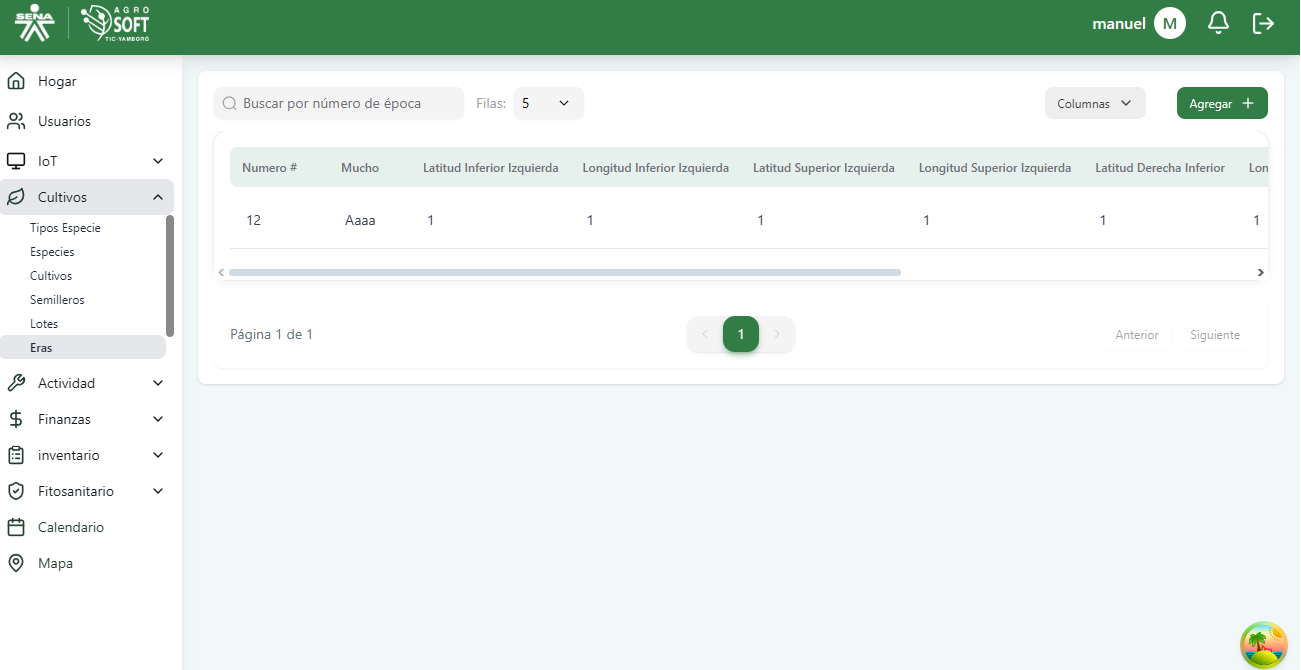 SENA
AGRO
SOFT
TIC-YAMBORÓ
manuel M
Hogar
Usuarios
IoT
Cultivos
Tipos Especie
Especies
Cultivos
Semilleros
Lotes
Eras
Actividad
Finanzas
inventario
Fitosanitario
Calendario
Mapa
Buscar por número de época
Filas: 5
Columnas
Agregar +
Numero # Mucho Latitud Inferior Izquierda Longitud Inferior Izquierda Latitud Superior Izquierda Longitud Superior Izquierda Latitud Derecha Inferior Lon
12 Aaaa 1 1 1 1 1 1
Página 1 de 1
< 1 >
Anterior Siguiente